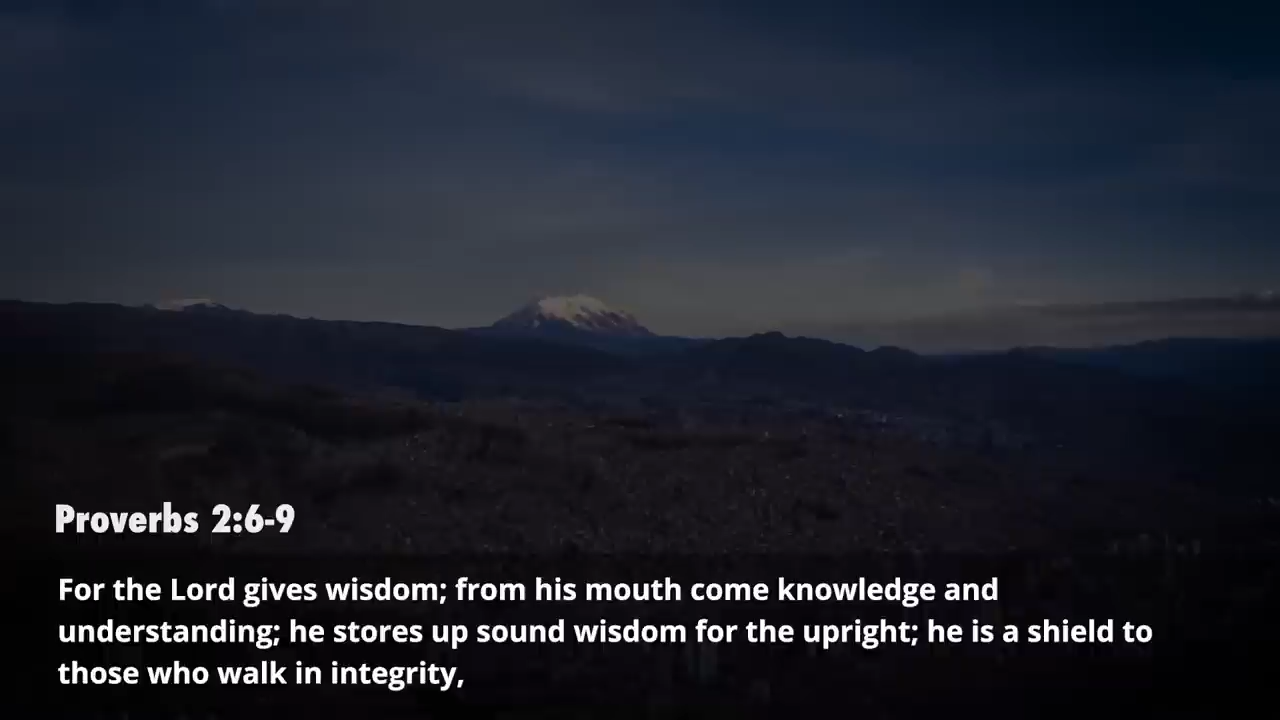 Proverbs 2:6-9
For the Lord gives wisdom; from his mouth come knowledge and
understanding; he stores up sound wisdom for the upright; he is a shield to
those who walk in integrity,